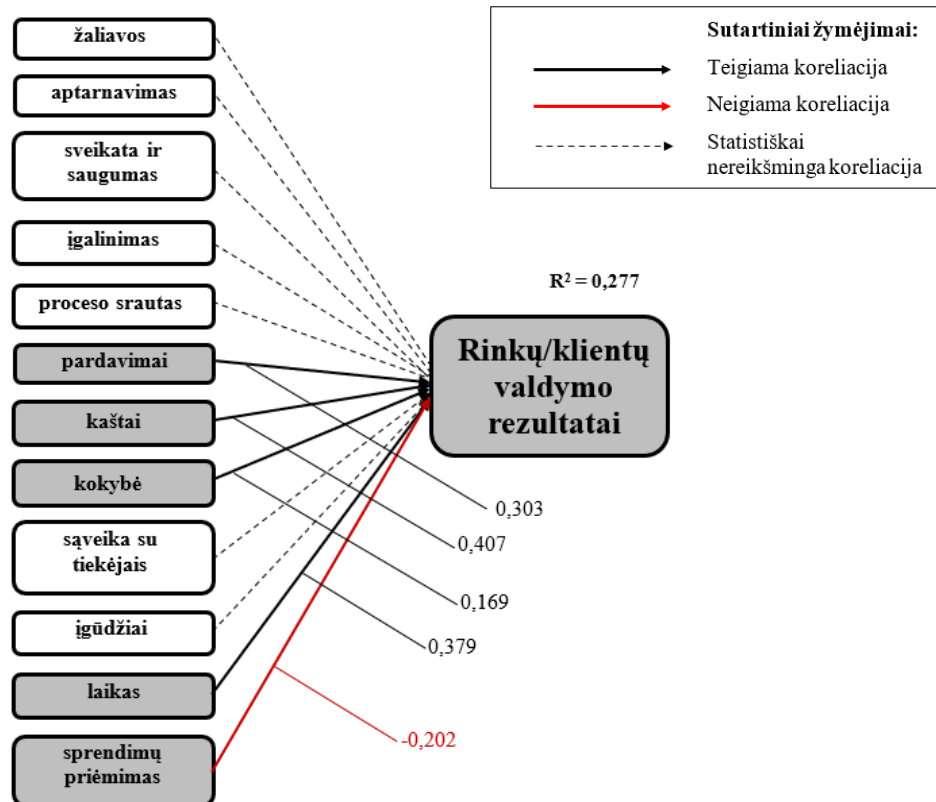 žaliavos
aptarnavimas
sveikata ir
saugumas
įgalinimas
proceso srautas
pardavimai
kaštai
kokybė
sąveika su
tiekėjais
įgūdžiai
laikas
sprendimų
priėmimas
Sutartiniai žymėjimai:
Teigiama koreliacija
Neigiama koreliacija
Statistiškai
nereikšminga koreliacija
R² = 0,277
Rinkų/klientų
valdymo
rezultatai
0,303
0,407
0,169
0,379
-0,202